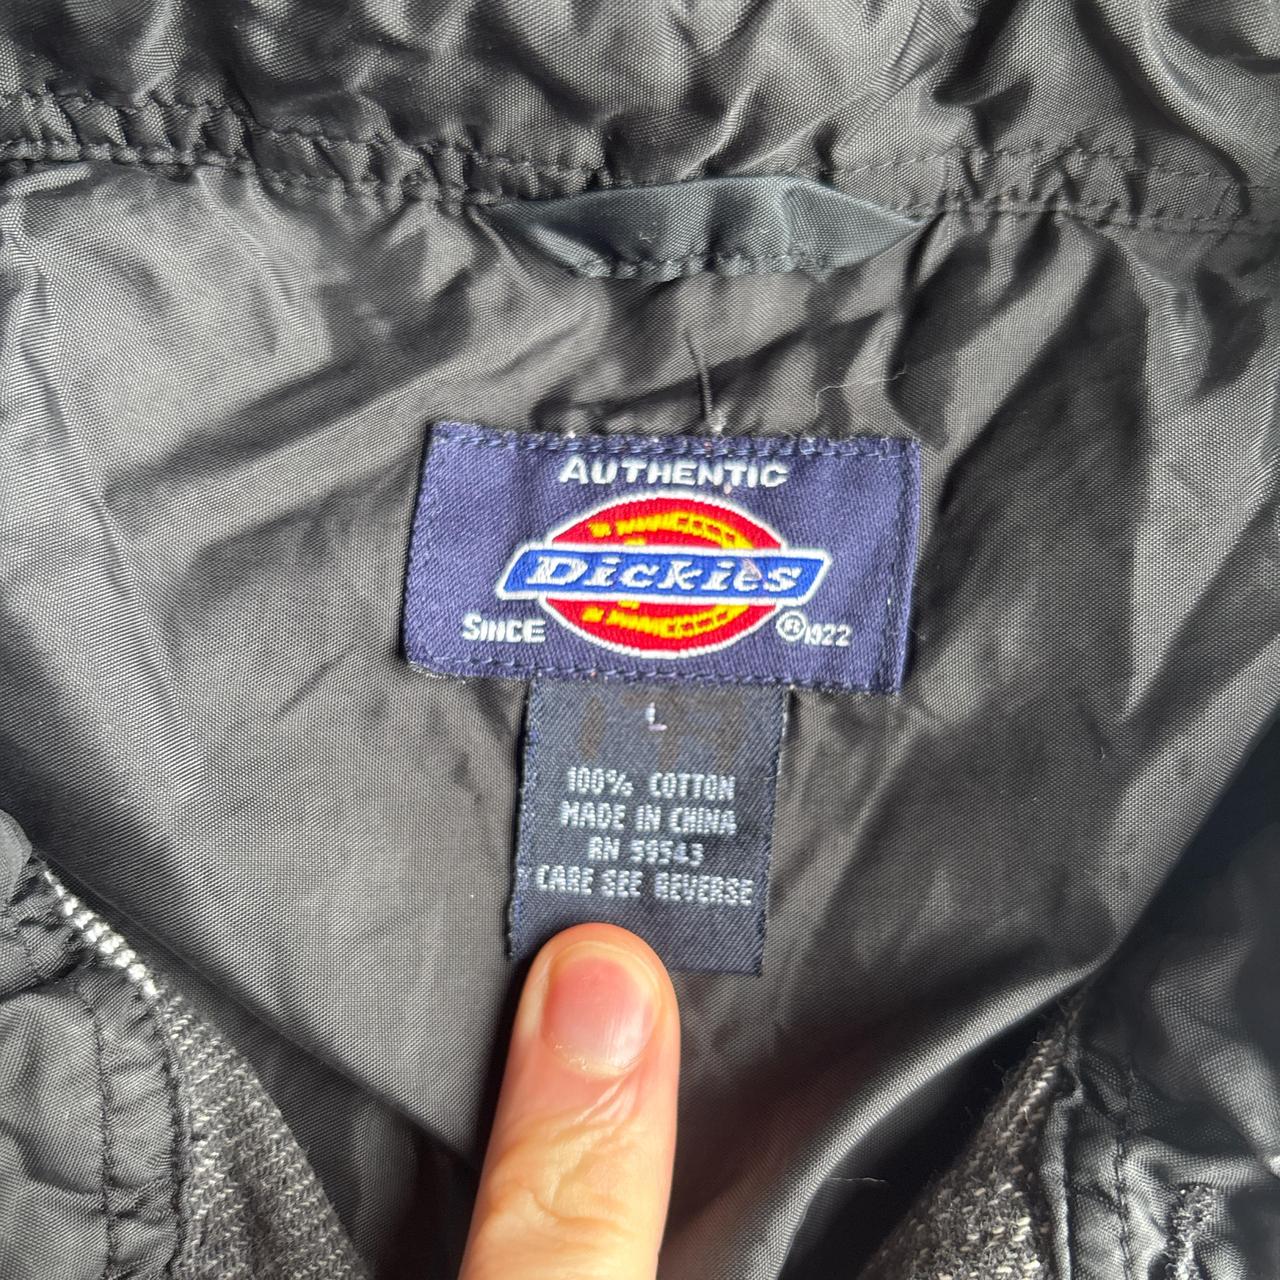 AUTHENTIC
Dickies
SINCE ® 1922
L
100% COTTON
MADE IN CHINA
RN 59543
CARE SEE REVERSE